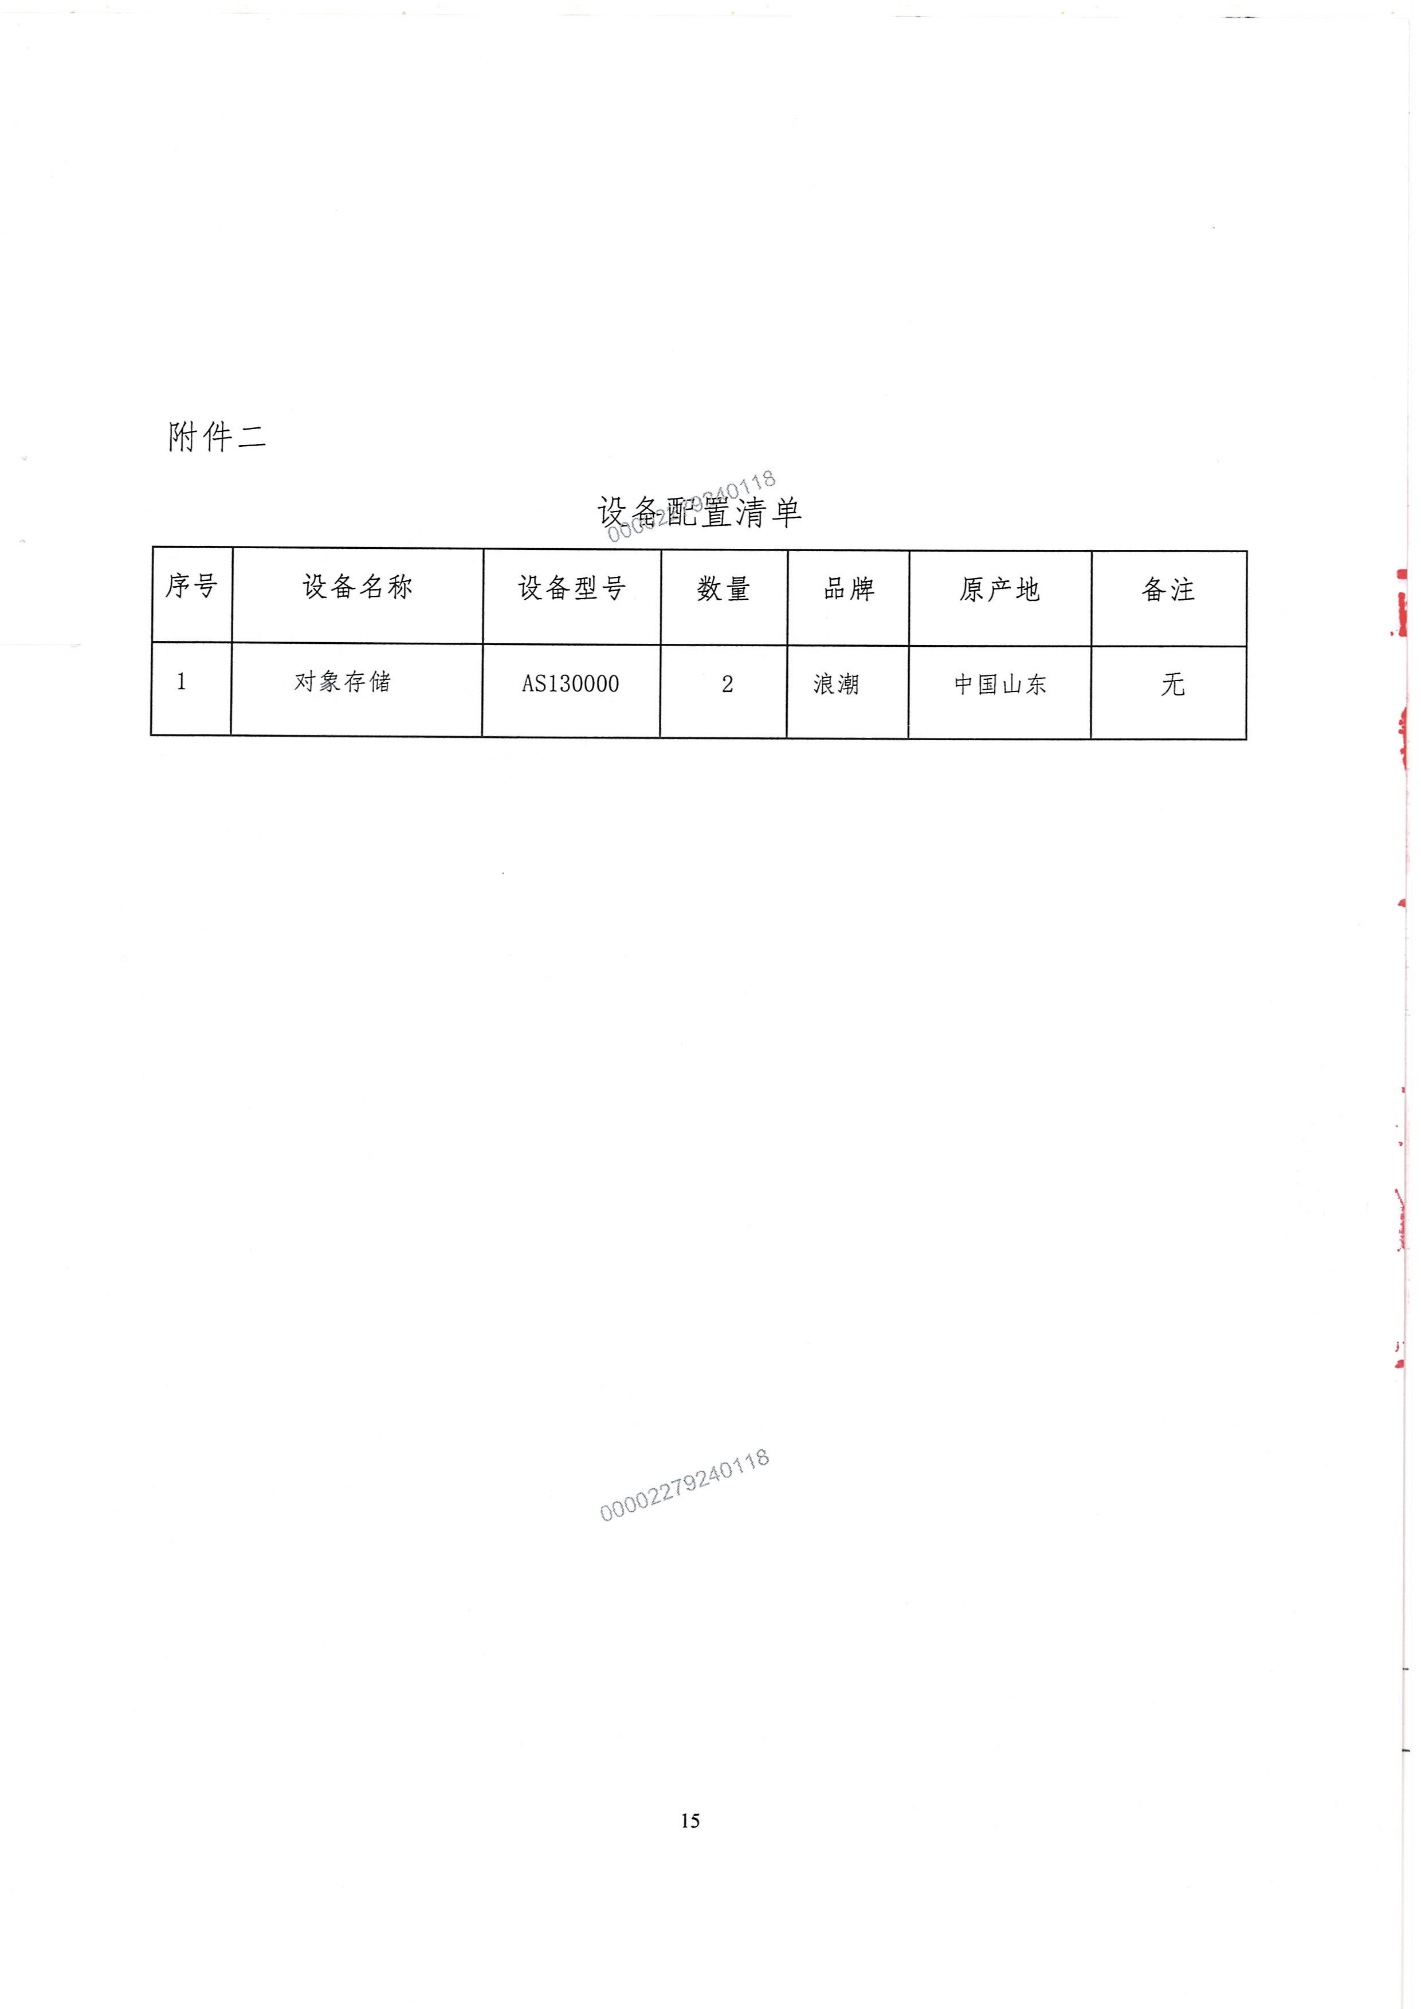 附件二
设备配置清单
00002279240118
序号 设备名称 设备型号 数量 品牌 原产地 备注
1 对象存储 AS130000 2 浪潮 中国山东 无
00002279240118
15